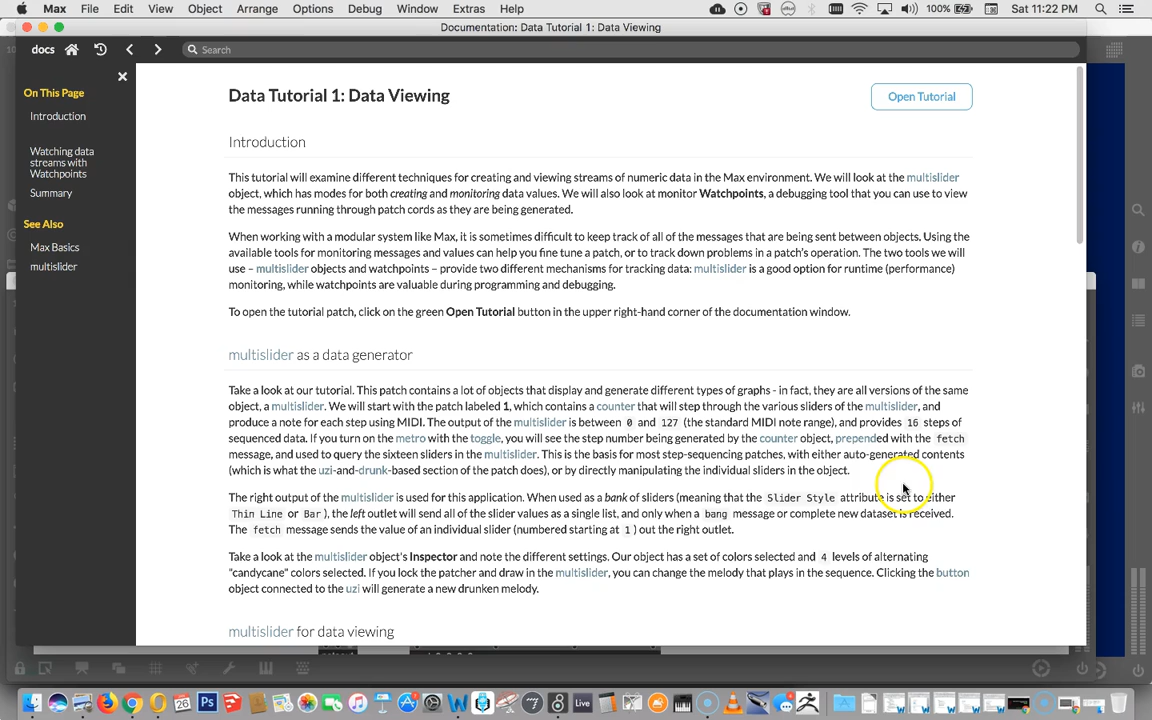 Max File Edit View Object Arrange Options Debug Window Extras Help 100% Sat 11:22 PM
Documentation: Data Tutorial 1: Data Viewing
docs Search
On This Page
Introduction
Watching data
streams with
Watchpoints
Summary
See Also
Max Basics
multislider
Data Tutorial 1: Data Viewing
Open Tutorial
Introduction
This tutorial will examine different techniques for creating and viewing streams of numeric data in the Max environment. We will look at the multislider
object, which has modes for both creating and monitoring data values. We will also look at monitor Watchpoints, a debugging tool that you can use to view
the messages running through patch cords as they are being generated.
When working with a modular system like Max, it is sometimes difficult to keep track of all of the messages that are being sent between objects. Using the
available tools for monitoring messages and values can help you fine tune a patch, or to track down problems in a patch's operation. The two tools we will
use – multislider objects and watchpoints – provide two different mechanisms for tracking data: multislider is a good option for runtime (performance)
monitoring, while watchpoints are valuable during programming and debugging.
To open the tutorial patch, click on the green Open Tutorial button in the upper right-hand corner of the documentation window.
multislider as a data generator
Take a look at our tutorial. This patch contains a lot of objects that display and generate different types of graphs - in fact, they are all versions of the same
object, a multislider. We will start with the patch labeled 1, which contains a counter that will step through the various sliders of the multislider, and
produce a note for each step using MIDI. The output of the multislider is between 0 and 127 (the standard MIDI note range), and provides 16 steps of
sequenced data. If you turn on the metro with the toggle, you will see the step number being generated by the counter object, prepended with the fetch
message, and used to query the sixteen sliders in the multislider. This is the basis for most step-sequencing patches, with either auto-generated contents
(which is what the uzi-and-drunk-based section of the patch does), or by directly manipulating the individual sliders in the object.
The right output of the multislider is used for this application. When used as a bank of sliders (meaning that the Slider Style attribute is set to either
Thin Line or Bar), the left outlet will send all of the slider values as a single list, and only when a bang message or complete new dataset is received.
The fetch message sends the value of an individual slider (numbered starting at 1) out the right outlet.
Take a look at the multislider object's Inspector and note the different settings. Our object has a set of colors selected and 4 levels of alternating
"candycane" colors selected. If you lock the patcher and draw in the multislider, you can change the melody that plays in the sequence. Clicking the button
object connected to the uzi will generate a new drunken melody.
multislider for data viewing